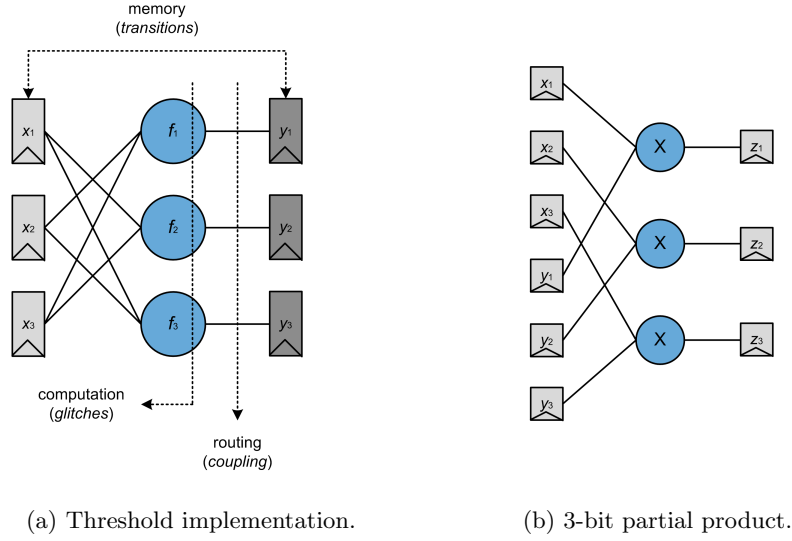 memory
(transitions)
x1
f1
y1
x2
f2
y2
x3
f3
y3
computation
(glitches)
routing
(coupling)
(a) Threshold implementation.
x1
x2
x3
y1
y2
y3
X
X
X
z1
z2
z3
(b) 3-bit partial product.